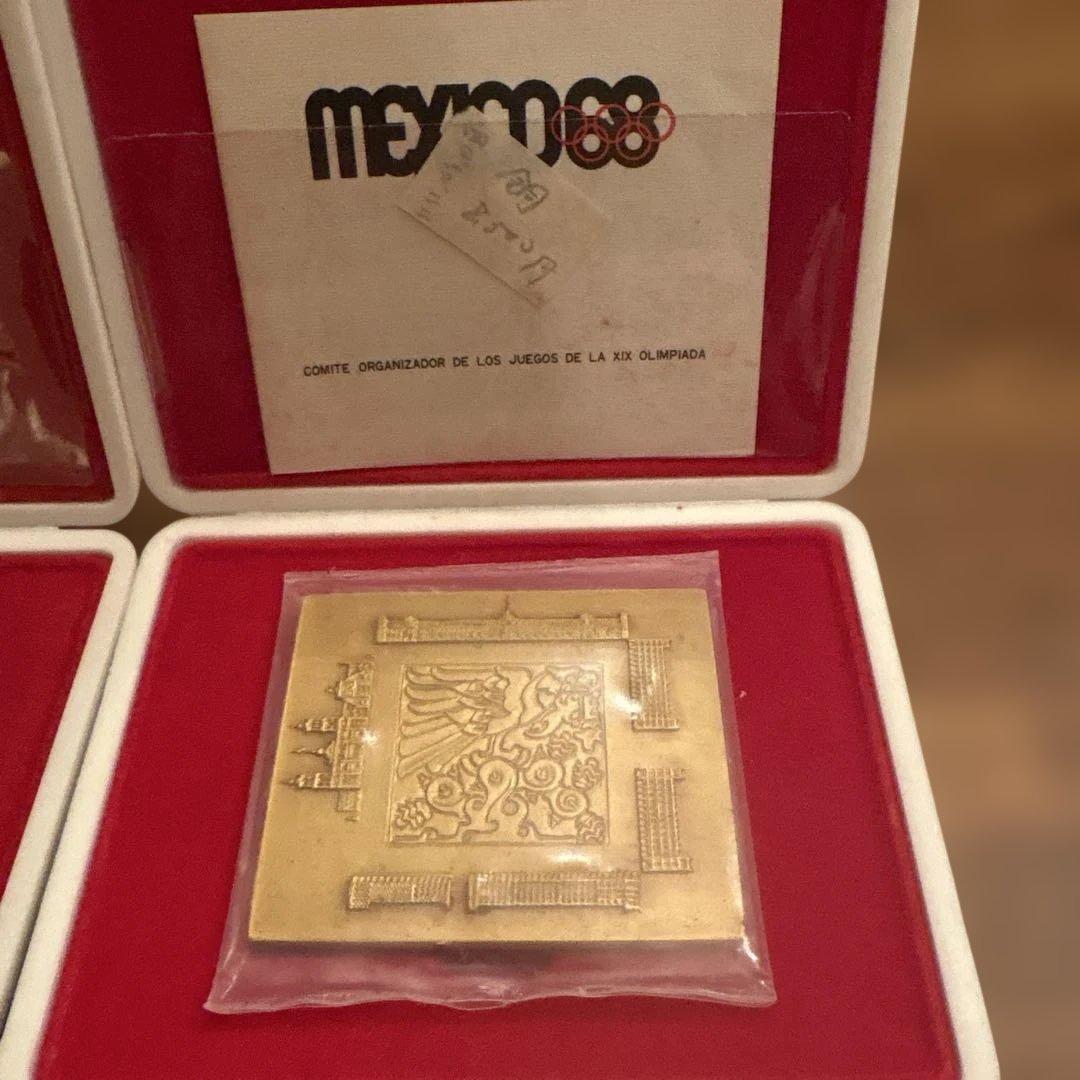 MEXICO68
COMITE ORGANIZADOR DE LOS JUEGOS DE LA XIX OLIMPIADA